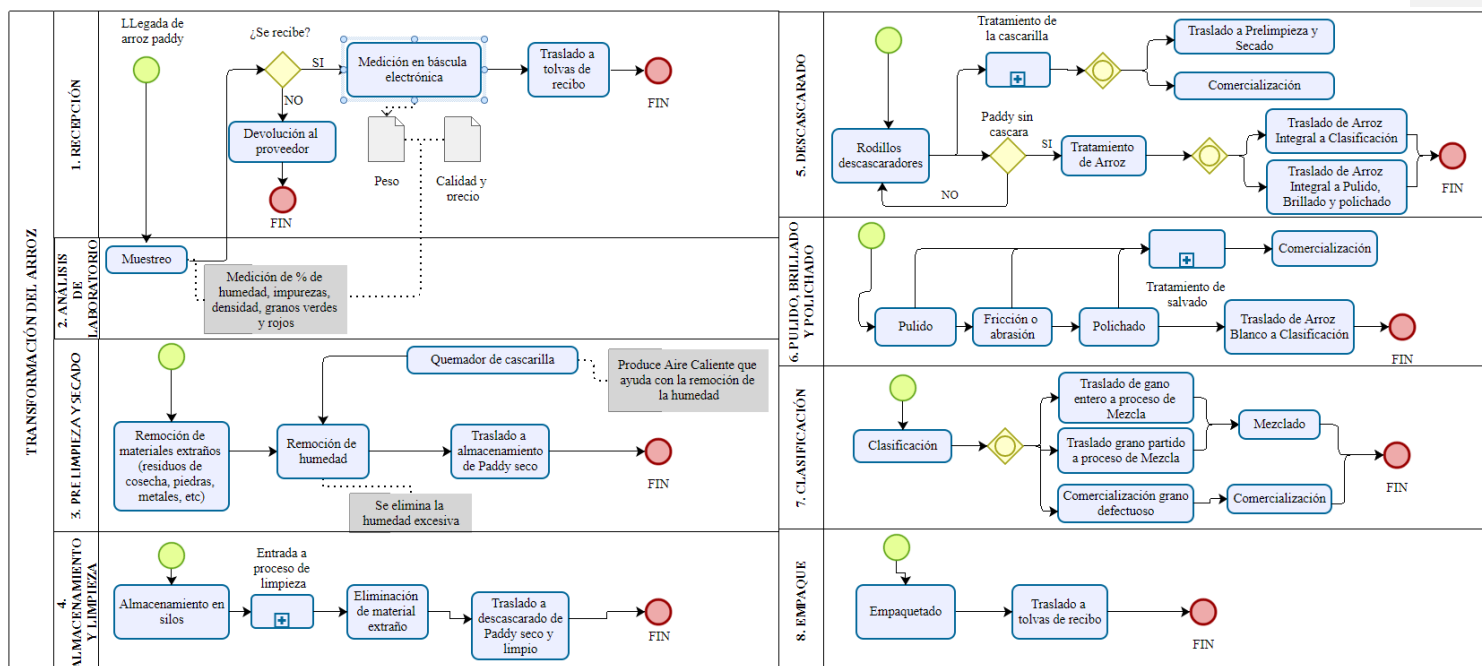 TRANSFORMACIÓN DEL ARROZ
1. RECEPCIÓN
LLegada de
arroz paddy
¿Se recibe?
SI
NO
Medición en báscula
electrónica
Traslado a
tolvas de
recibo
FIN
Devolución al
proveedor
FIN
Peso
Calidad y
precio
2. ANÁLISIS
DE
LABORATORIO
Muestreo
Medición de % de
humedad, impurezas,
densidad, granos verdes
y rojos
3. PRE LIMPIEZA Y SECADO
Quemador de cascarilla
Produce Aire Caliente que
ayuda con la remoción de
la humedad
Remoción de
materiales extraños
(residuos de
cosecha, piedras,
metales, etc)
Remoción de
humedad
Traslado a
almacenamiento
de Paddy seco
FIN
Se elimina la
humedad excesiva
4.
ALMACENAMIENTO
Y LIMPIEZA
Almacenamiento en
silos
Entrada a
proceso de
limpieza
Eliminación
de material
extraño
Traslado a
descascarado de
Paddy seco y
limpio
FIN
5. DESCASCARADO
Tratamiento de
la cascarilla
Traslado a Prelimpieza y
Secado
Comercialización
Rodillos
descascaradores
Paddy sin
cascara
SI
NO
Tratamiento
de Arroz
Traslado de Arroz
Integral a Clasificación
Traslado de Arroz
Integral a Pulido,
Brillado y polichado
FIN
6. PULIDO, BRILLADO
Y POLICHADO
Comercialización
Tratamiento de
salvado
Pulido
Fricción o
abrasión
Polichado
Traslado de Arroz
Blanco a Clasificación
FIN
7. CLASIFICACIÓN
Clasificación
Traslado de gano
entero a proceso de
Mezcla
Traslado grano partido
a proceso de Mezcla
Comercialización grano
defectuoso
Mezclado
Comercialización
FIN
8. EMPAQUE
Empaquetado
Traslado a
tolvas de recibo
FIN